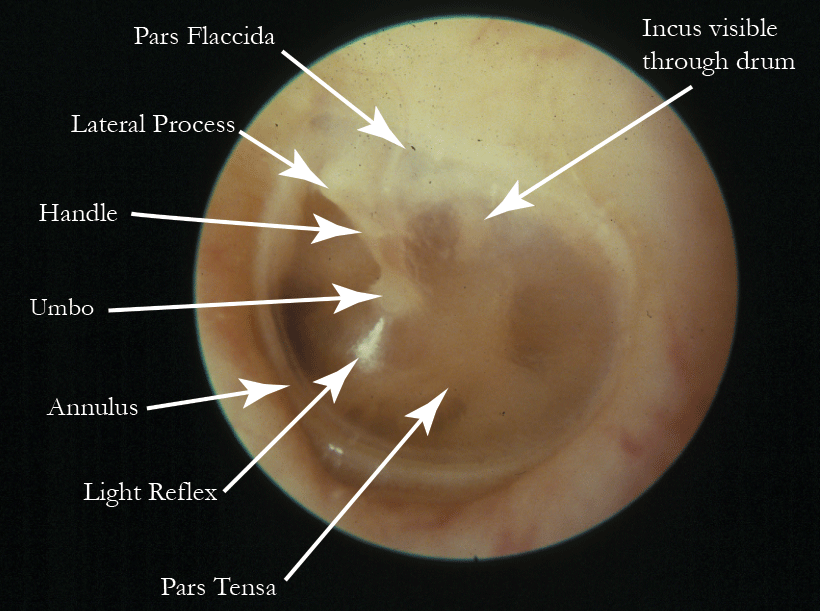 Pars Flaccida
Incus visible
through drum
Lateral Process
Handle
Umbo
Annulus
Light Reflex
Pars Tensa